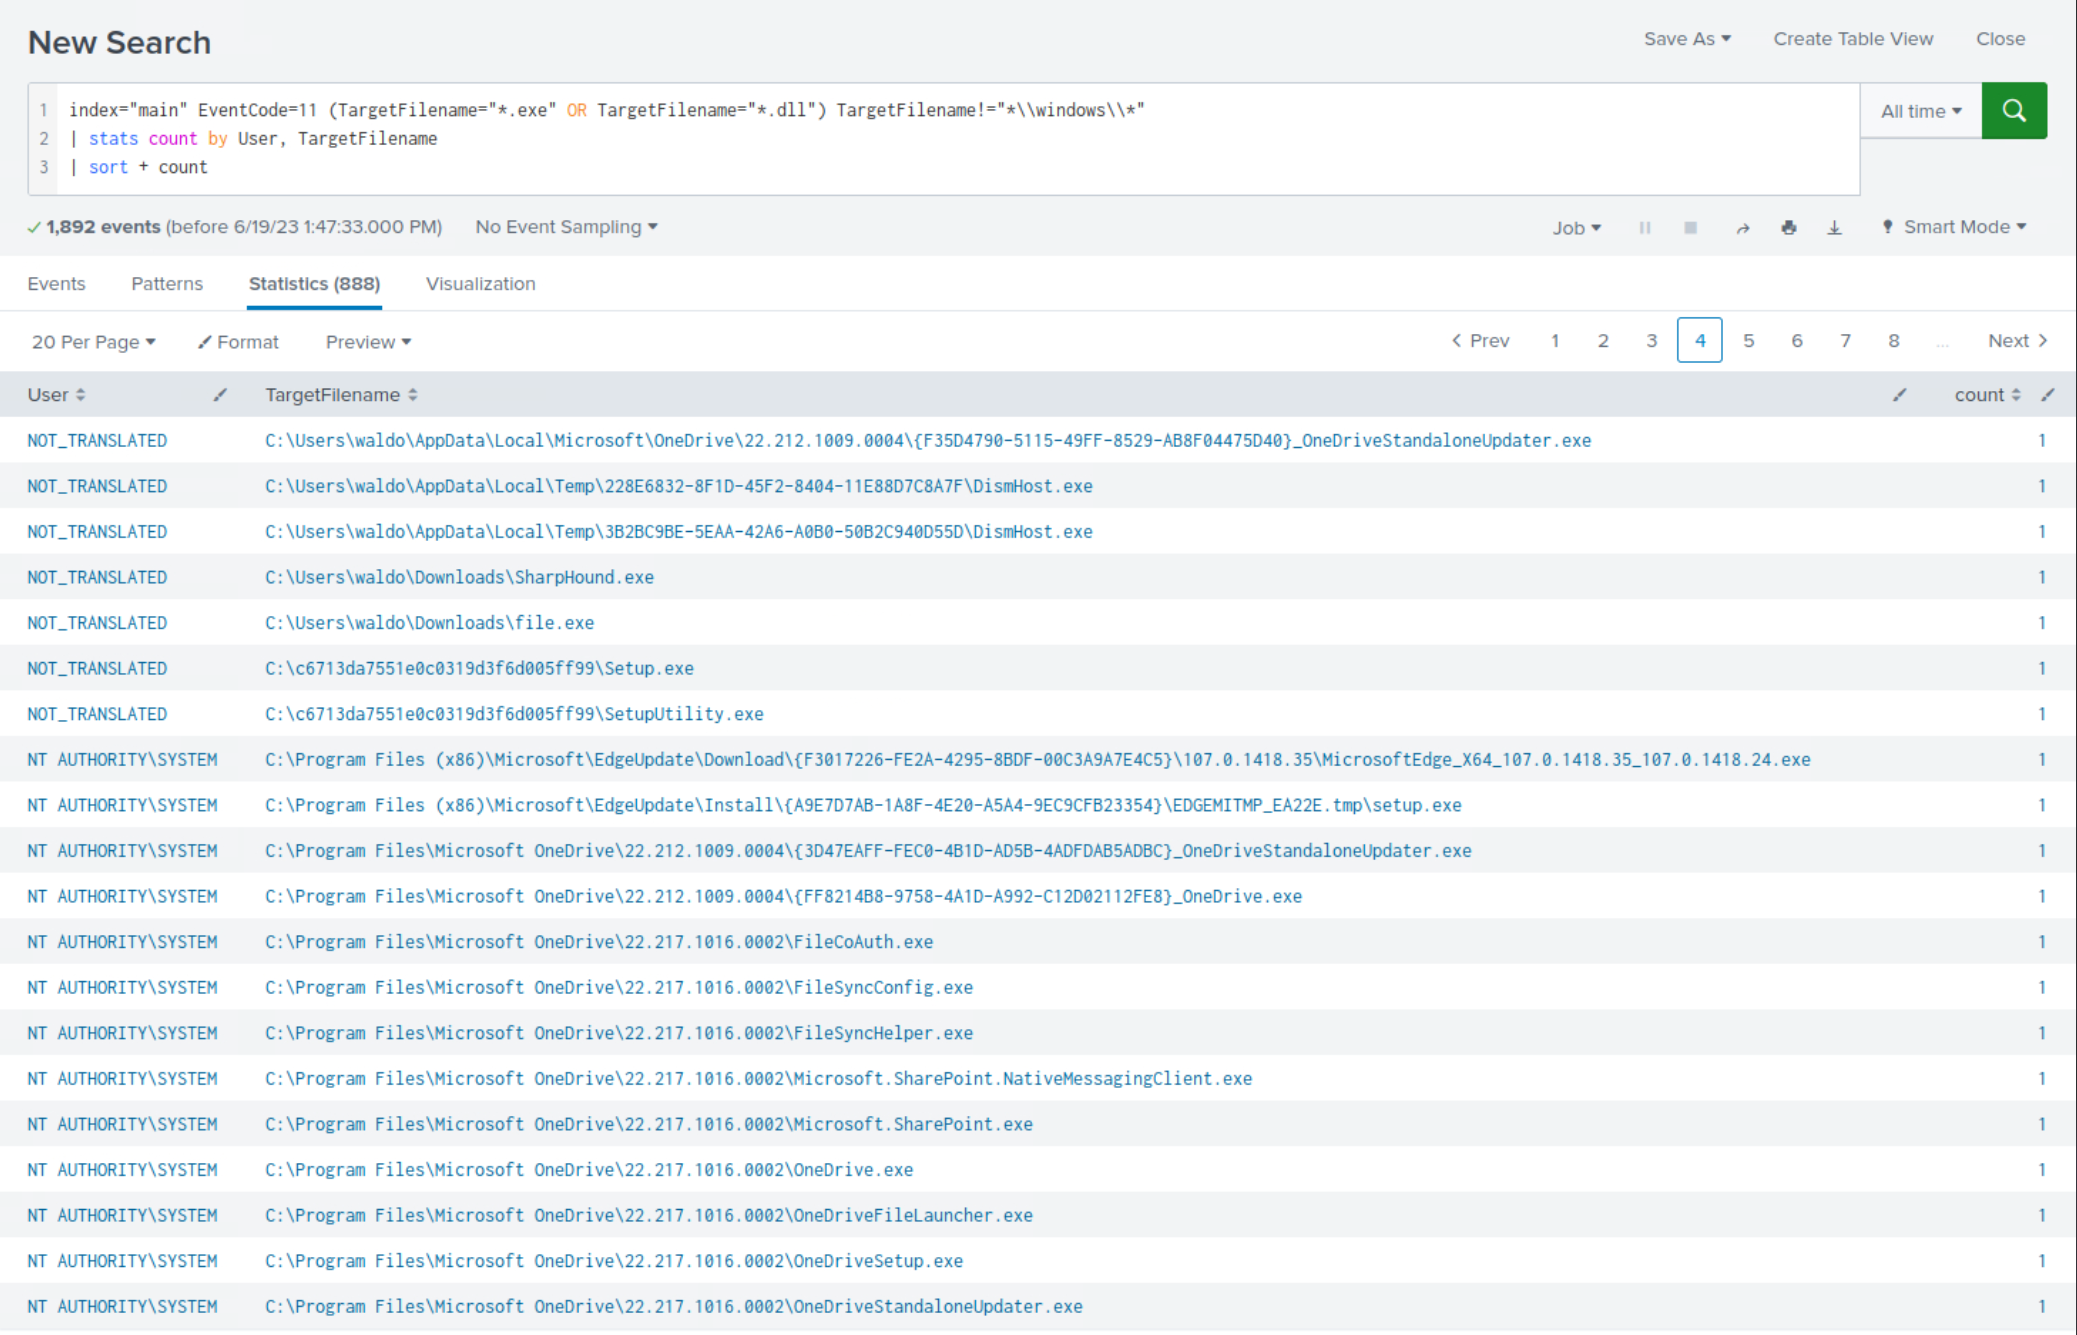 New Search
Save As Create Table View Close
1 index="main" EventCode=11 (TargetFilename="*.exe" OR TargetFilename="*.dll") TargetFilename!="*\\windows\\*"
2 | stats count by User, TargetFilename
3 | sort + count
All time
1,892 events (before 6/19/23 1:47:33.000 PM) No Event Sampling Job Smart Mode
Events Patterns Statistics (888) Visualization
20 Per Page Format Preview < Prev 1 2 3 4 5 6 7 8 ... Next >
User TargetFilename count
NOT_TRANSLATED C:\Users\waldo\AppData\Local\Microsoft\OneDrive\22.212.1009.0004\{F35D4790-5115-49FF-8529-AB8F04475D40}_OneDriveStandaloneUpdater.exe 1
NOT_TRANSLATED C:\Users\waldo\AppData\Local\Temp\228E6832-8F1D-45F2-8404-11E88D7C8A7F\DismHost.exe 1
NOT_TRANSLATED C:\Users\waldo\AppData\Local\Temp\3B2BC9BE-5EAA-42A6-A0B0-50B2C940D55D\DismHost.exe 1
NOT_TRANSLATED C:\Users\waldo\Downloads\SharpHound.exe 1
NOT_TRANSLATED C:\Users\waldo\Downloads\file.exe 1
NOT_TRANSLATED C:\c6713da7551e0c0319d3f6d005ff99\Setup.exe 1
NOT_TRANSLATED C:\c6713da7551e0c0319d3f6d005ff99\SetupUtility.exe 1
NT AUTHORITY\SYSTEM C:\Program Files (x86)\Microsoft\EdgeUpdate\Download\{F3017226-FE2A-4295-8BDF-00C3A9A7E4C5}\107.0.1418.35\MicrosoftEdge_X64_107.0.1418.35_107.0.1418.24.exe 1
NT AUTHORITY\SYSTEM C:\Program Files (x86)\Microsoft\EdgeUpdate\Install\{A9E7D7AB-1A8F-4E20-A5A4-9EC9CFB23354}\EDGEMITMP_EA22E.tmp\setup.exe 1
NT AUTHORITY\SYSTEM C:\Program Files\Microsoft OneDrive\22.212.1009.0004\{3D47EAFF-FEC0-4B1D-AD5B-4ADFDAB5ADBC}_OneDriveStandaloneUpdater.exe 1
NT AUTHORITY\SYSTEM C:\Program Files\Microsoft OneDrive\22.212.1009.0004\{FF8214B8-9758-4A1D-A992-C12D02112FE8}_OneDrive.exe 1
NT AUTHORITY\SYSTEM C:\Program Files\Microsoft OneDrive\22.217.1016.0002\FileCoAuth.exe 1
NT AUTHORITY\SYSTEM C:\Program Files\Microsoft OneDrive\22.217.1016.0002\FileSyncConfig.exe 1
NT AUTHORITY\SYSTEM C:\Program Files\Microsoft OneDrive\22.217.1016.0002\FileSyncHelper.exe 1
NT AUTHORITY\SYSTEM C:\Program Files\Microsoft OneDrive\22.217.1016.0002\Microsoft.SharePoint.NativeMessagingClient.exe 1
NT AUTHORITY\SYSTEM C:\Program Files\Microsoft OneDrive\22.217.1016.0002\Microsoft.SharePoint.exe 1
NT AUTHORITY\SYSTEM C:\Program Files\Microsoft OneDrive\22.217.1016.0002\OneDrive.exe 1
NT AUTHORITY\SYSTEM C:\Program Files\Microsoft OneDrive\22.217.1016.0002\OneDriveFileLauncher.exe 1
NT AUTHORITY\SYSTEM C:\Program Files\Microsoft OneDrive\22.217.1016.0002\OneDriveSetup.exe 1
NT AUTHORITY\SYSTEM C:\Program Files\Microsoft OneDrive\22.217.1016.0002\OneDriveStandaloneUpdater.exe 1